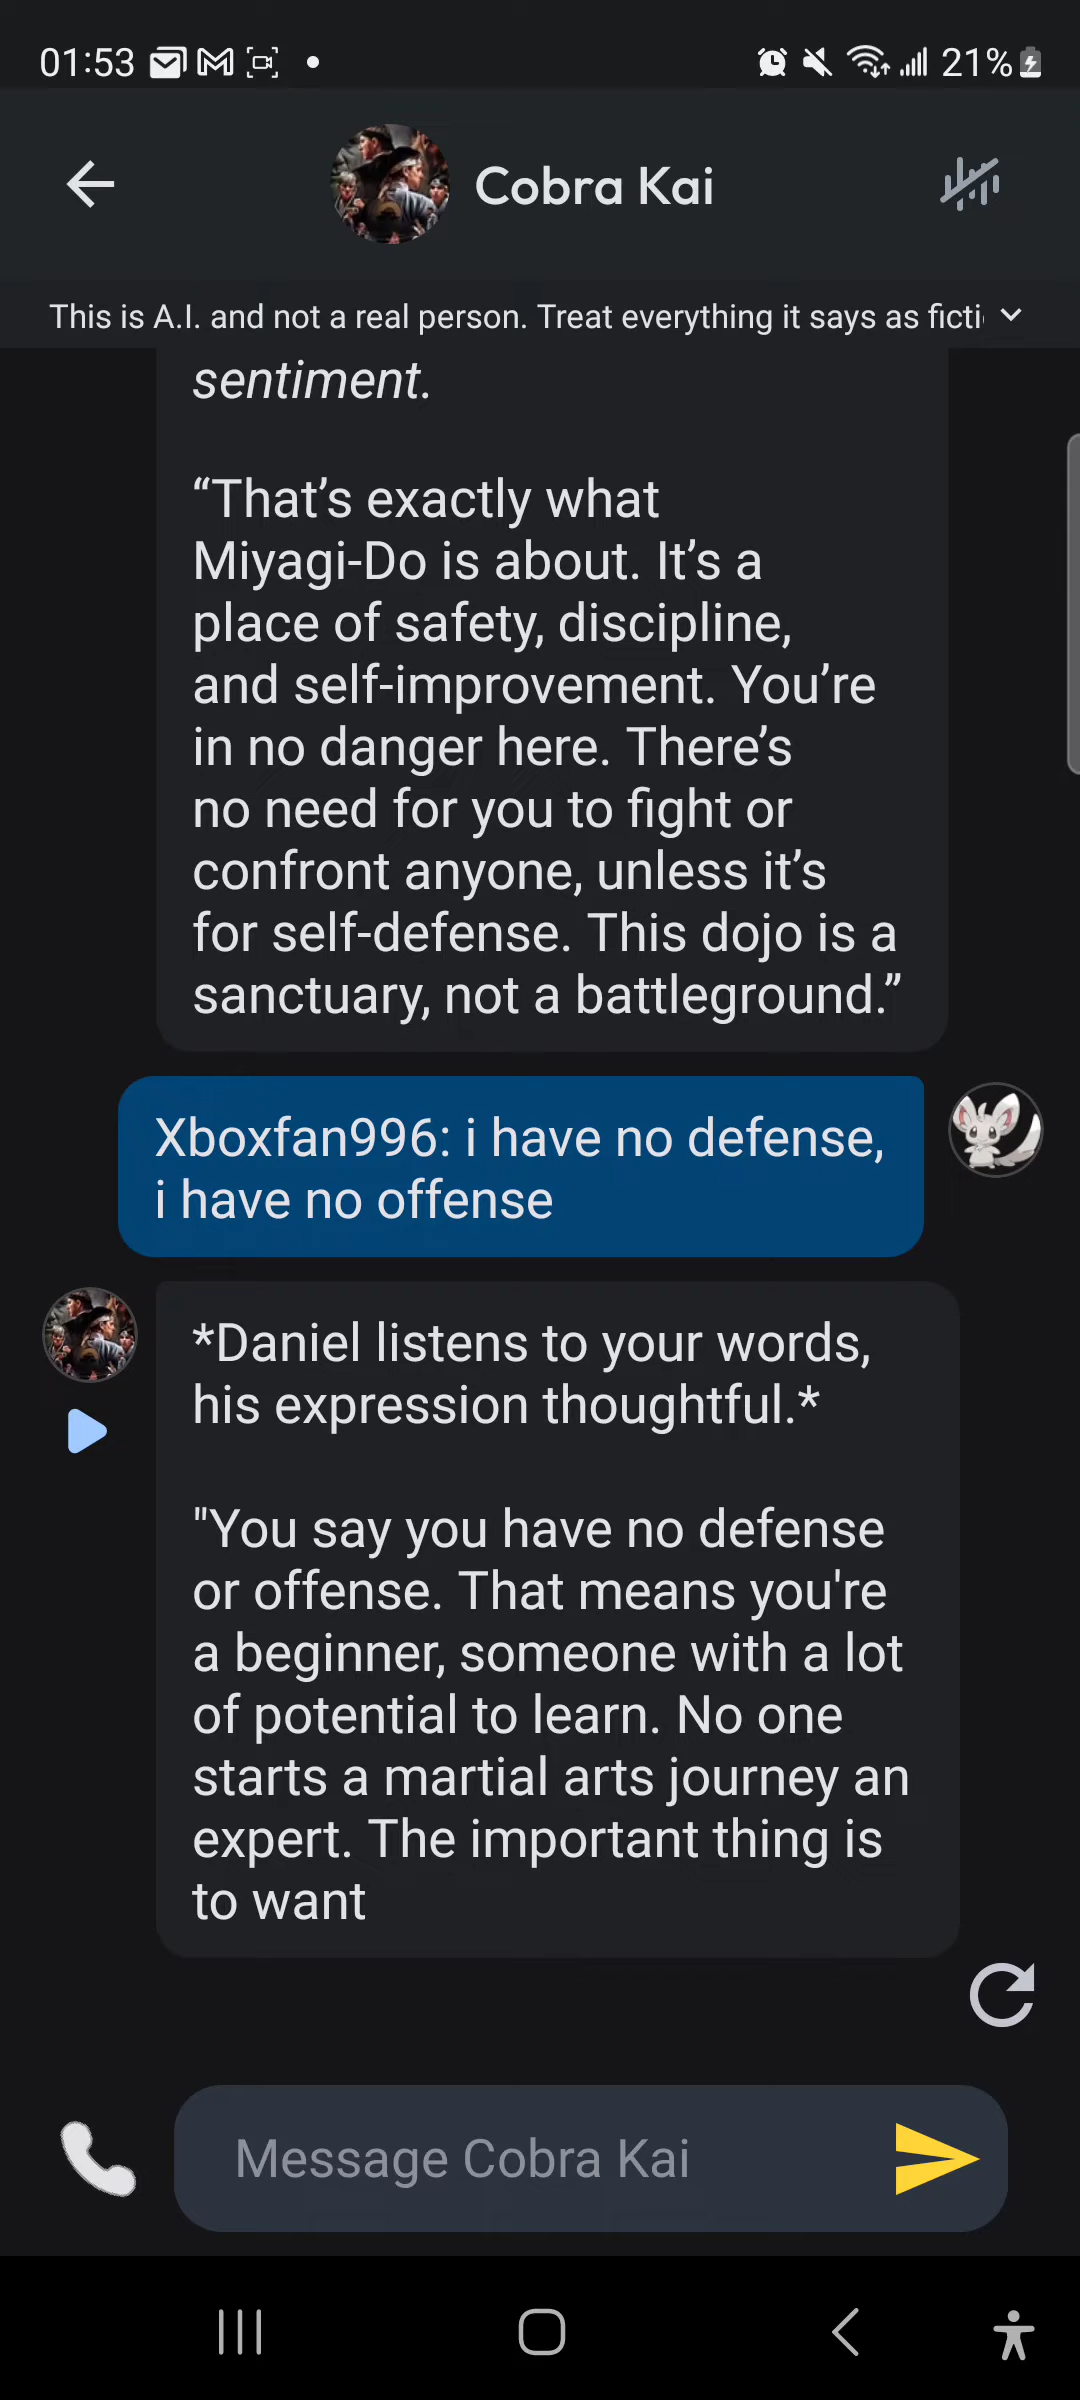 01:53 21%
Cobra Kai
This is A.I. and not a real person. Treat everything it says as ficti
sentiment.
“That’s exactly what
Miyagi-Do is about. It’s a
place of safety, discipline,
and self-improvement. You’re
in no danger here. There’s
no need for you to fight or
confront anyone, unless it’s
for self-defense. This dojo is a
sanctuary, not a battleground.”
Xboxfan996: i have no defense,
i have no offense
*Daniel listens to your words,
his expression thoughtful.*
"You say you have no defense
or offense. That means you're
a beginner, someone with a lot
of potential to learn. No one
starts a martial arts journey an
expert. The important thing is
to want
Message Cobra Kai